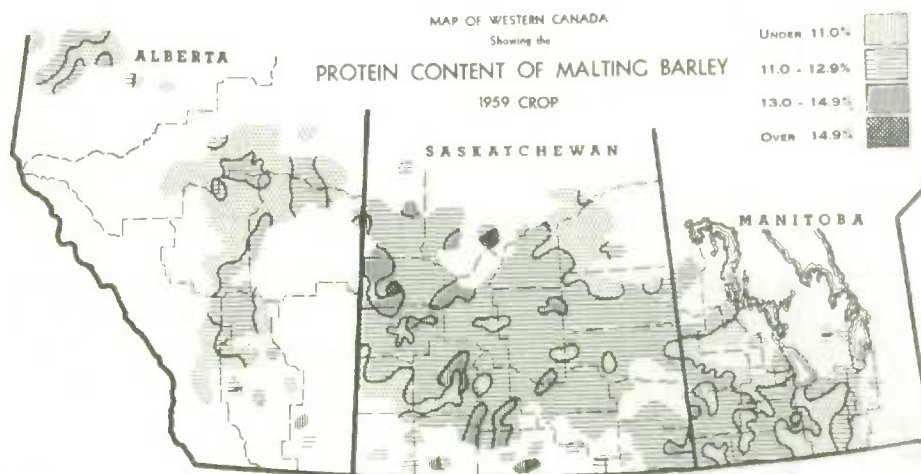 MAP OF WESTERN CANADA
Showing the
PROTEIN CONTENT OF MALTING BARLEY
1959 CROP
UNDER 11.0%
11.0 - 12.9%
13.0 - 14.9%
OVER 14.9%
ALBERTA
SASKATCHEWAN
MANITOBA